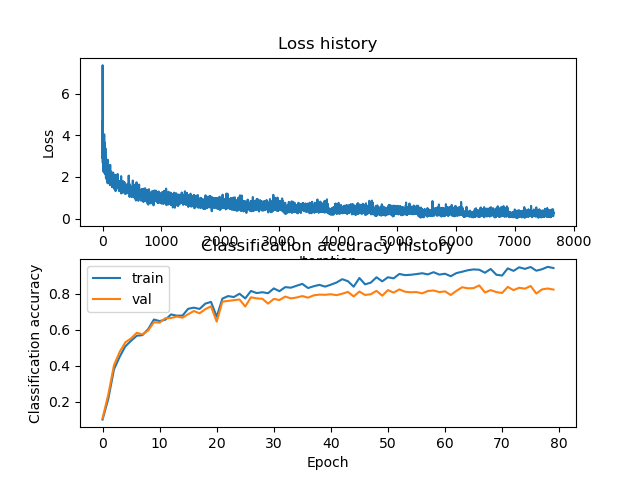 Loss history
6
4
2
0
Loss
0 1000 2000 3000 4000 5000 6000 7000 8000
Iteration
Classification accuracy history
train
val
0.8
0.6
0.4
0.2
Classification accuracy
0 10 20 30 40 50 60 70 80
Epoch